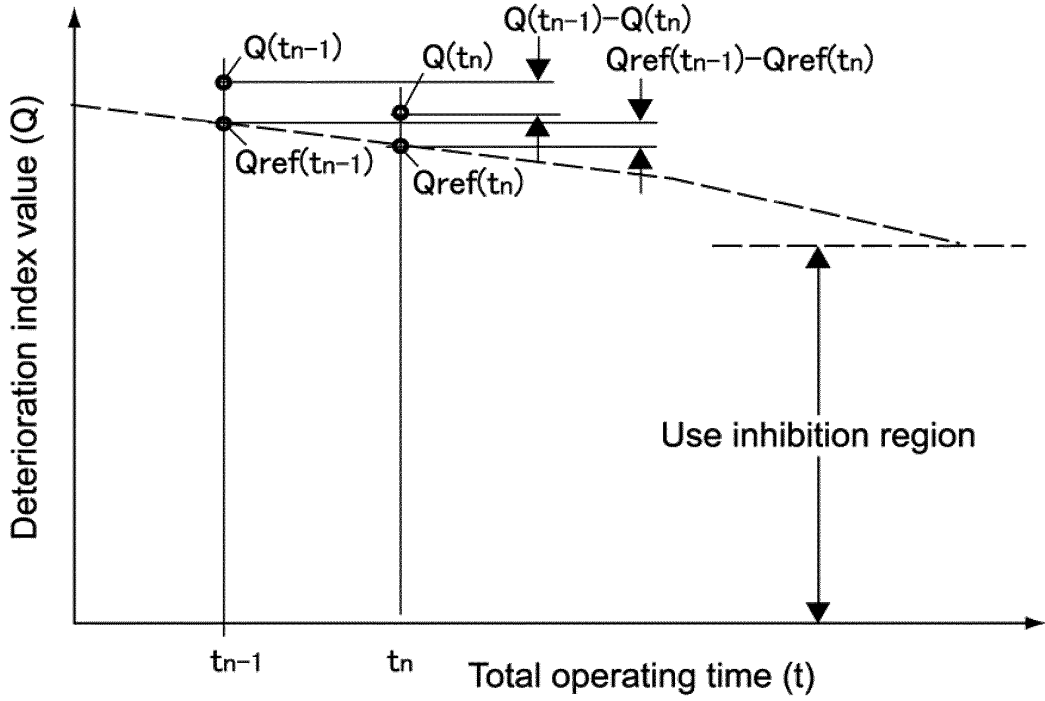 Q(tn-1)-Q(tn)
Q(tn-1)
Q(tn)
Qref(tn-1)-Qref(tn)
Qref(tn-1)
Qref(tn)
Deterioration index value (Q)
Use inhibition region
tn-1
tn
Total operating time (t)